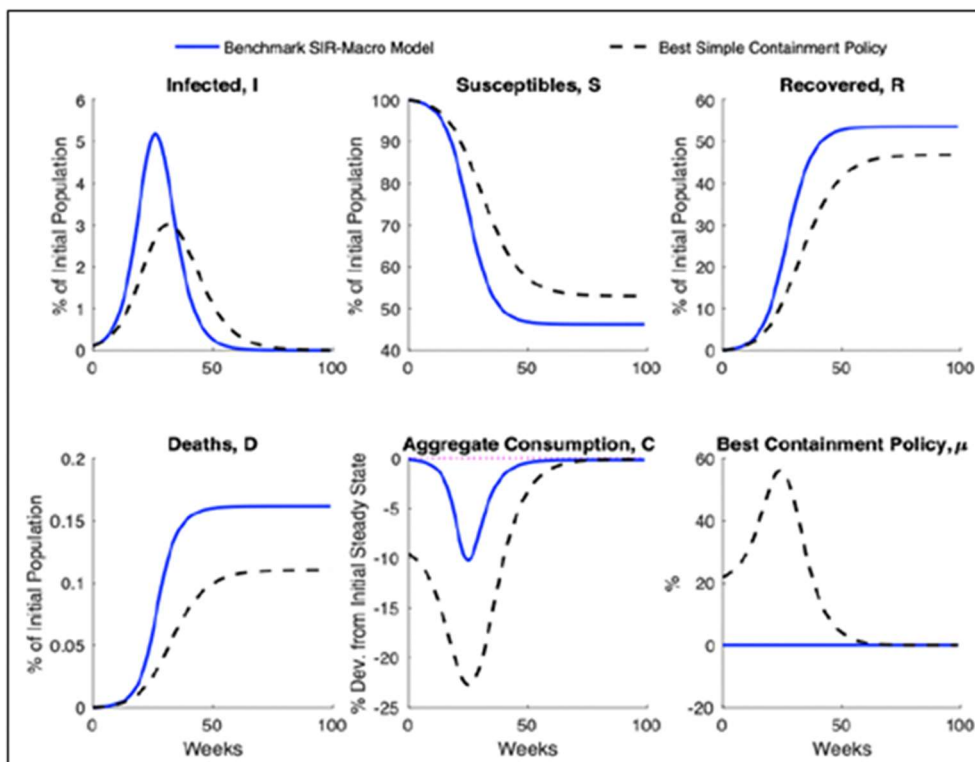 Benchmark SIR-Macro Model
Best Simple Containment Policy
Infected, I
Susceptibles, S
Recovered, R
% of Initial Population
6
5
4
3
2
1
0
0 50 100
% of Initial Population
100
90
80
70
60
50
40
0 50 100
% of Initial Population
60
50
40
30
20
10
0
0 50 100
Deaths, D
Aggregate Consumption, C
Best Containment Policy, μ
% of Initial Population
0.2
0.15
0.1
0.05
0
0 50 100
Weeks
% Dev. from Initial Steady State
0
-5
-10
-15
-20
-25
0 50 100
Weeks
%
60
40
20
0
-20
0 50 100
Weeks